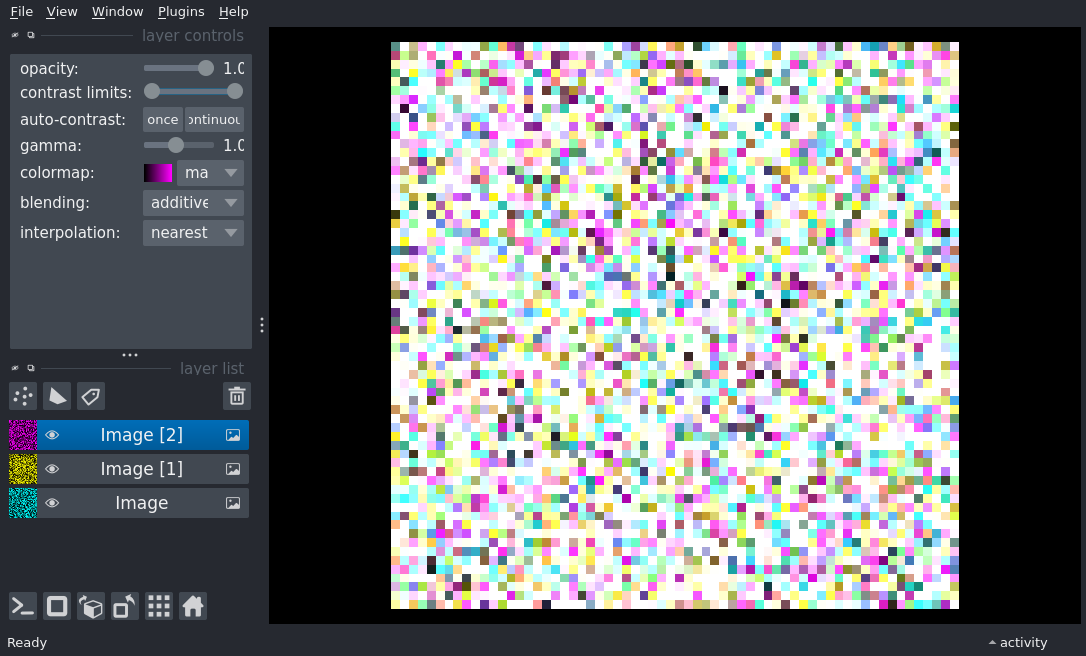 File View Window Plugins Help
layer controls
opacity: 1.0
contrast limits:
auto-contrast: once ontinuou
gamma: 1.0
colormap: ma
blending: additive
interpolation: nearest
layer list
Image [2]
Image [1]
Image
Ready activity